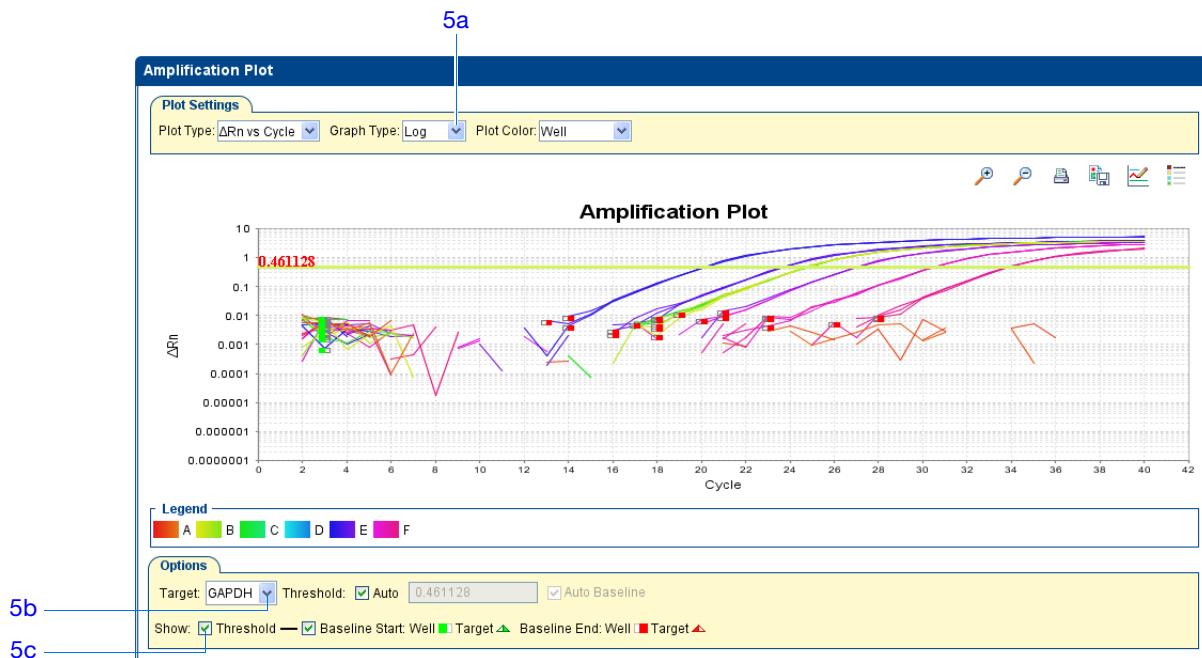 5a
Amplification Plot
Plot Settings
Plot Type: ΔRn vs Cycle Graph Type: Log Plot Color: Well
Amplification Plot
10
1
0.461128
0.1
0.01
0.001
0.0001
0.00001
0.000001
0.0000001
ΔRn
0 2 4 6 8 10 12 14 16 18 20 22 24 26 28 30 32 34 36 38 40 42
Cycle
Legend
A B C D E F
Options
Target: GAPDH Threshold: Auto 0.461128 Auto Baseline
5b
Show: Threshold Baseline Start: Well Target Baseline End: Well Target
5c